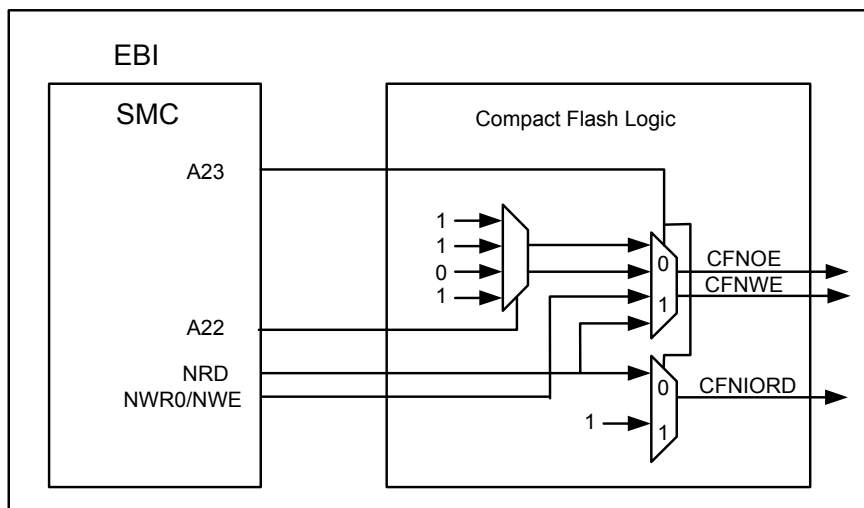 EBI
SMC
Compact Flash Logic
A23
1
1
0
1
0
1
CFNOE
CFNWE
A22
NRD
NWR0/NWE
0
1
1
CFNIORD